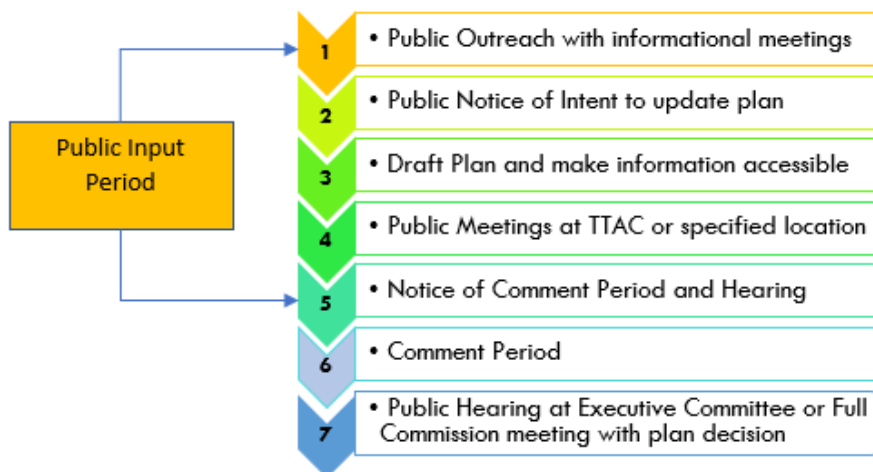 Public Input
Period
1
• Public Outreach with informational meetings
2
• Public Notice of Intent to update plan
3
• Draft Plan and make information accessible
4
• Public Meetings at TTAC or specified location
5
• Notice of Comment Period and Hearing
6
• Comment Period
7
• Public Hearing at Executive Committee or Full
Commission meeting with plan decision